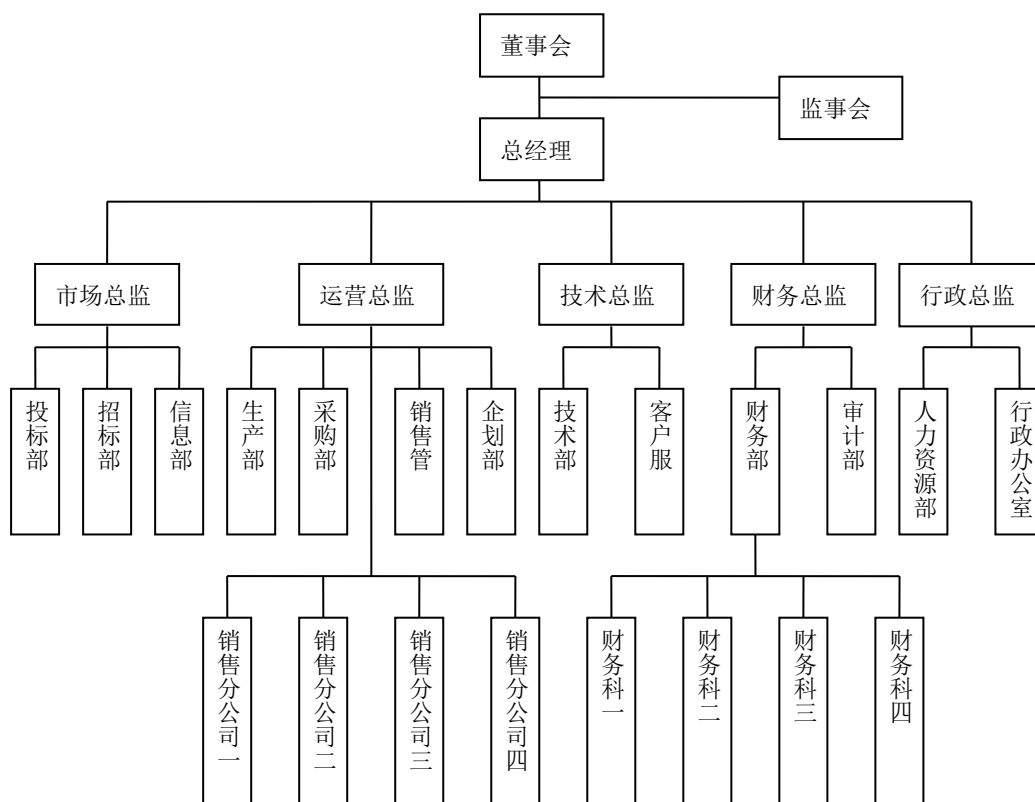 董事会
监事会
总经理
市场总监
运营总监
技术总监
财务总监
行政总监
投标部
招标部
信息部
生产部
采购部
销售管
企划部
技术部
客户服
财务部
审计部
人力资源部
行政办公室
销售分公司一
销售分公司二
销售分公司三
销售分公司四
财务科一
财务科二
财务科三
财务科四